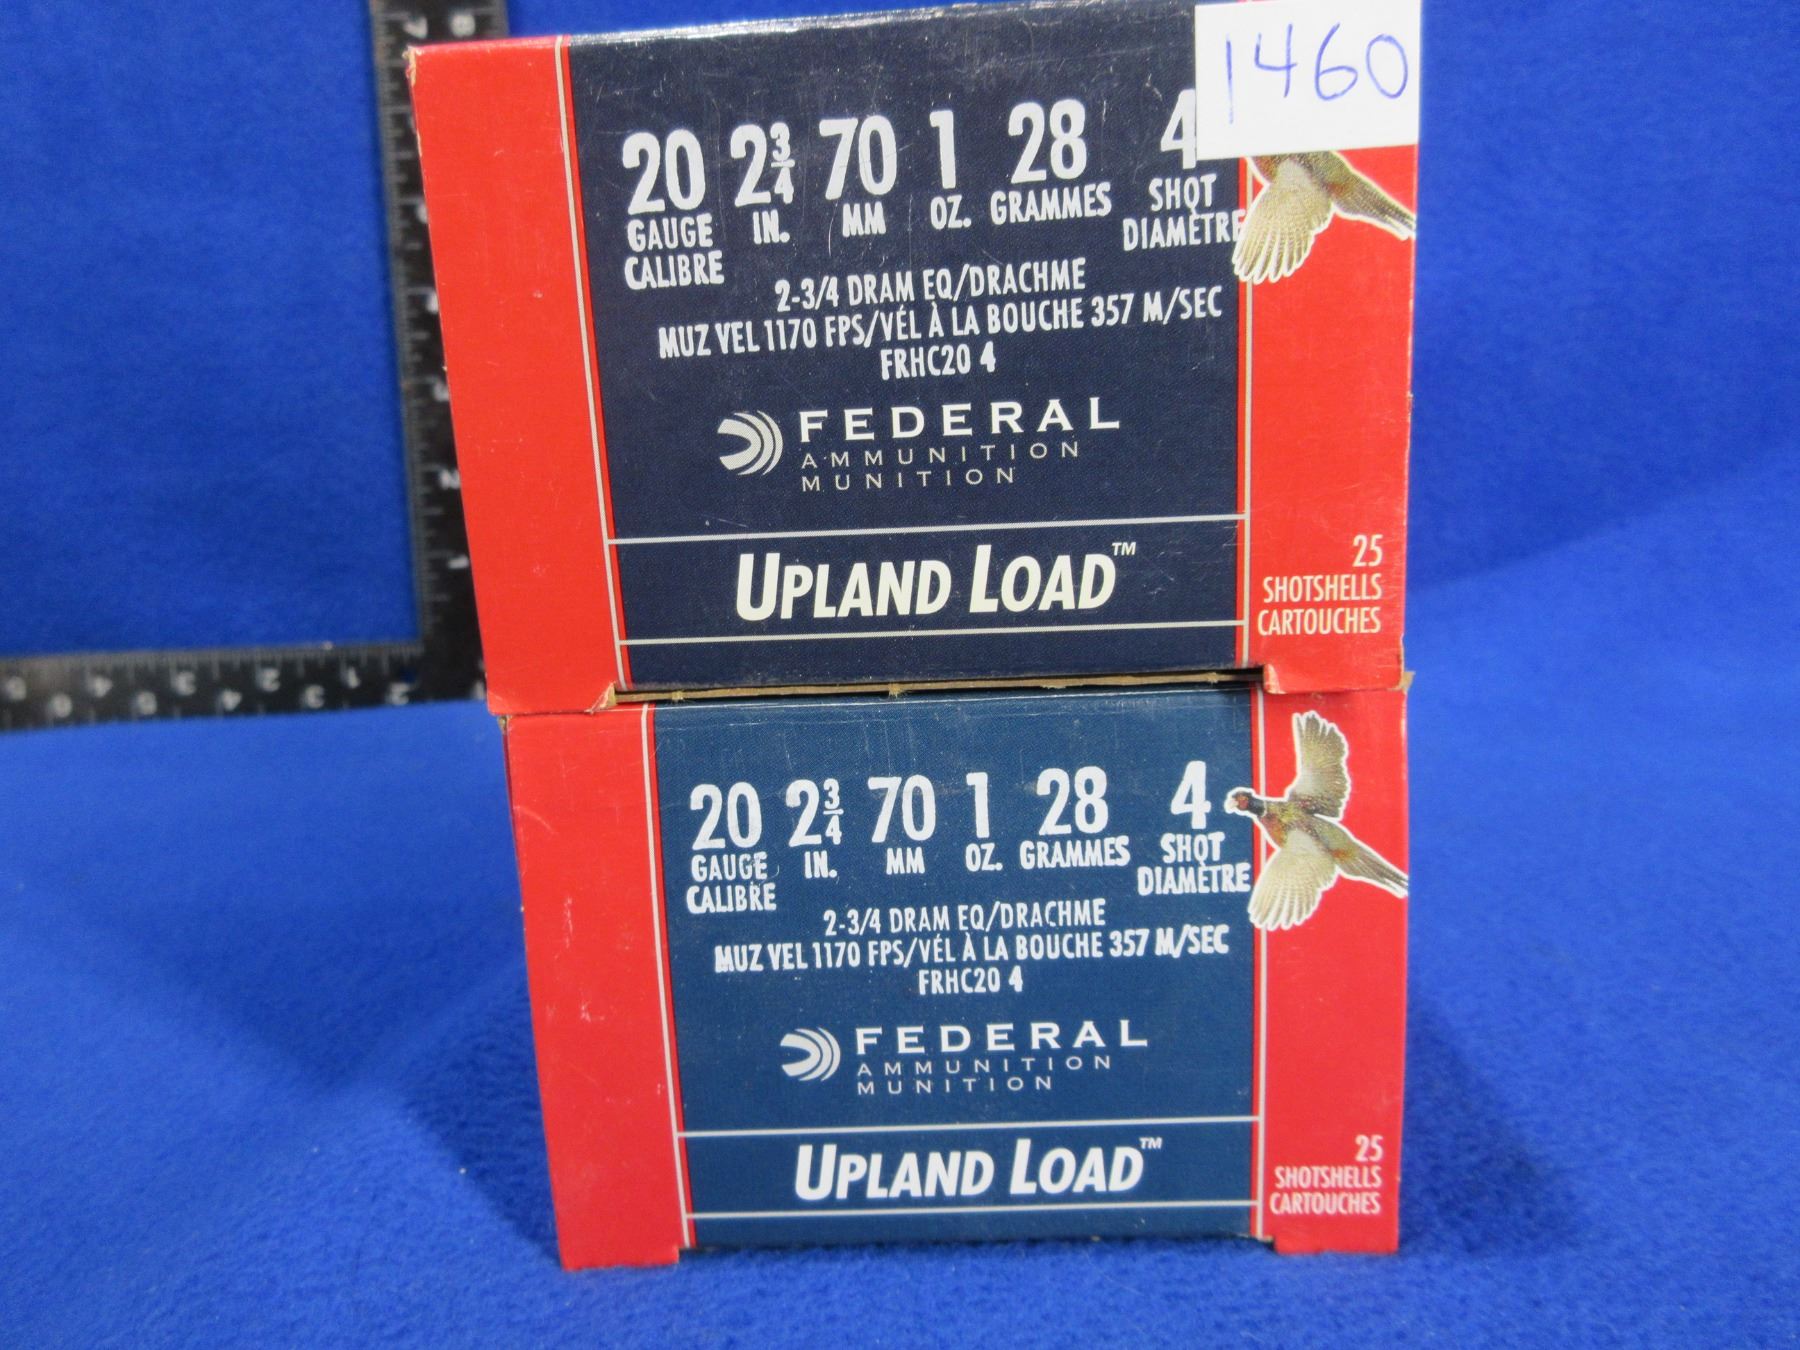 1460
20 2 3/4 70 1 28 4
GAUGE IN. MM OZ. GRAMMES SHOT
CALIBRE DIAMÈTRE
2-3/4 DRAM EQ/DRACHME
MUZ VEL 1170 FPS/VÉL À LA BOUCHE 357 M/SEC
FRHC20 4
FEDERAL
AMMUNITION
MUNITION
UPLAND LOAD™
25
SHOTSHELLS
CARTOUCHES
20 2 3/4 70 1 28 4
GAUGE IN. MM OZ. GRAMMES SHOT
CALIBRE DIAMÈTRE
2-3/4 DRAM EQ/DRACHME
MUZ VEL 1170 FPS/VÉL À LA BOUCHE 357 M/SEC
FRHC20 4
FEDERAL
AMMUNITION
MUNITION
UPLAND LOAD™
25
SHOTSHELLS
CARTOUCHES